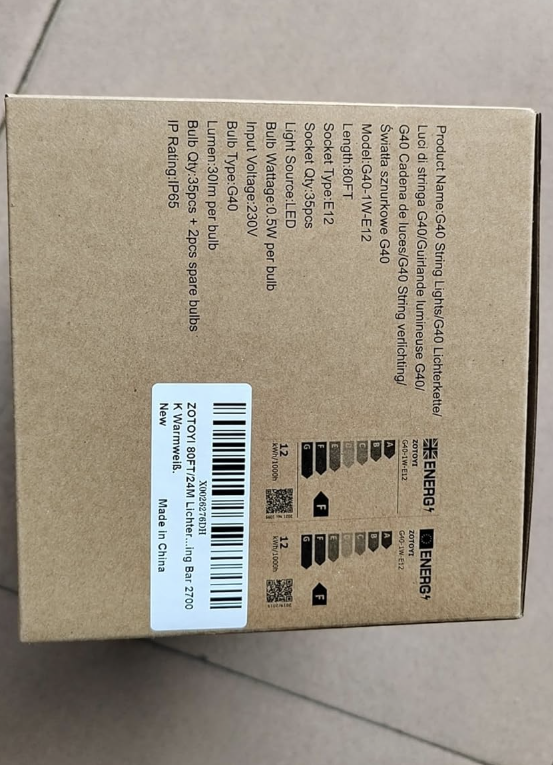 Product Name:G40 String Lights/G40 Lichterkette/
Luci di stringa G40/Guirlande lumineuse G40/
G40 Cadena de luces/G40 String verlichting/
Światła sznurkowe G40
Model:G40-1W-E12
Length:80FT
Socket Type:E12
Socket Qty:35pcs
Light Source:LED
Bulb Wattage:0.5W per bulb
Input Voltage:230V
Bulb Type:G40
Lumen:30lm per bulb
Bulb Qty:35pcs + 2pcs spare bulbs
IP Rating:IP65
ENERG
ZOTOYI
G40-1W-E12
A
B
C
D
E
F
G
F
12
kWh/1000h
ENERG
ZOTOYI
G40-1W-E12
A
B
C
D
E
F
G
F
12
kWh/1000h
X0026276DH
ZOTOYI 80FT/24M Lichter...ing Bar 2700
K Warmweiß.
New Made in China